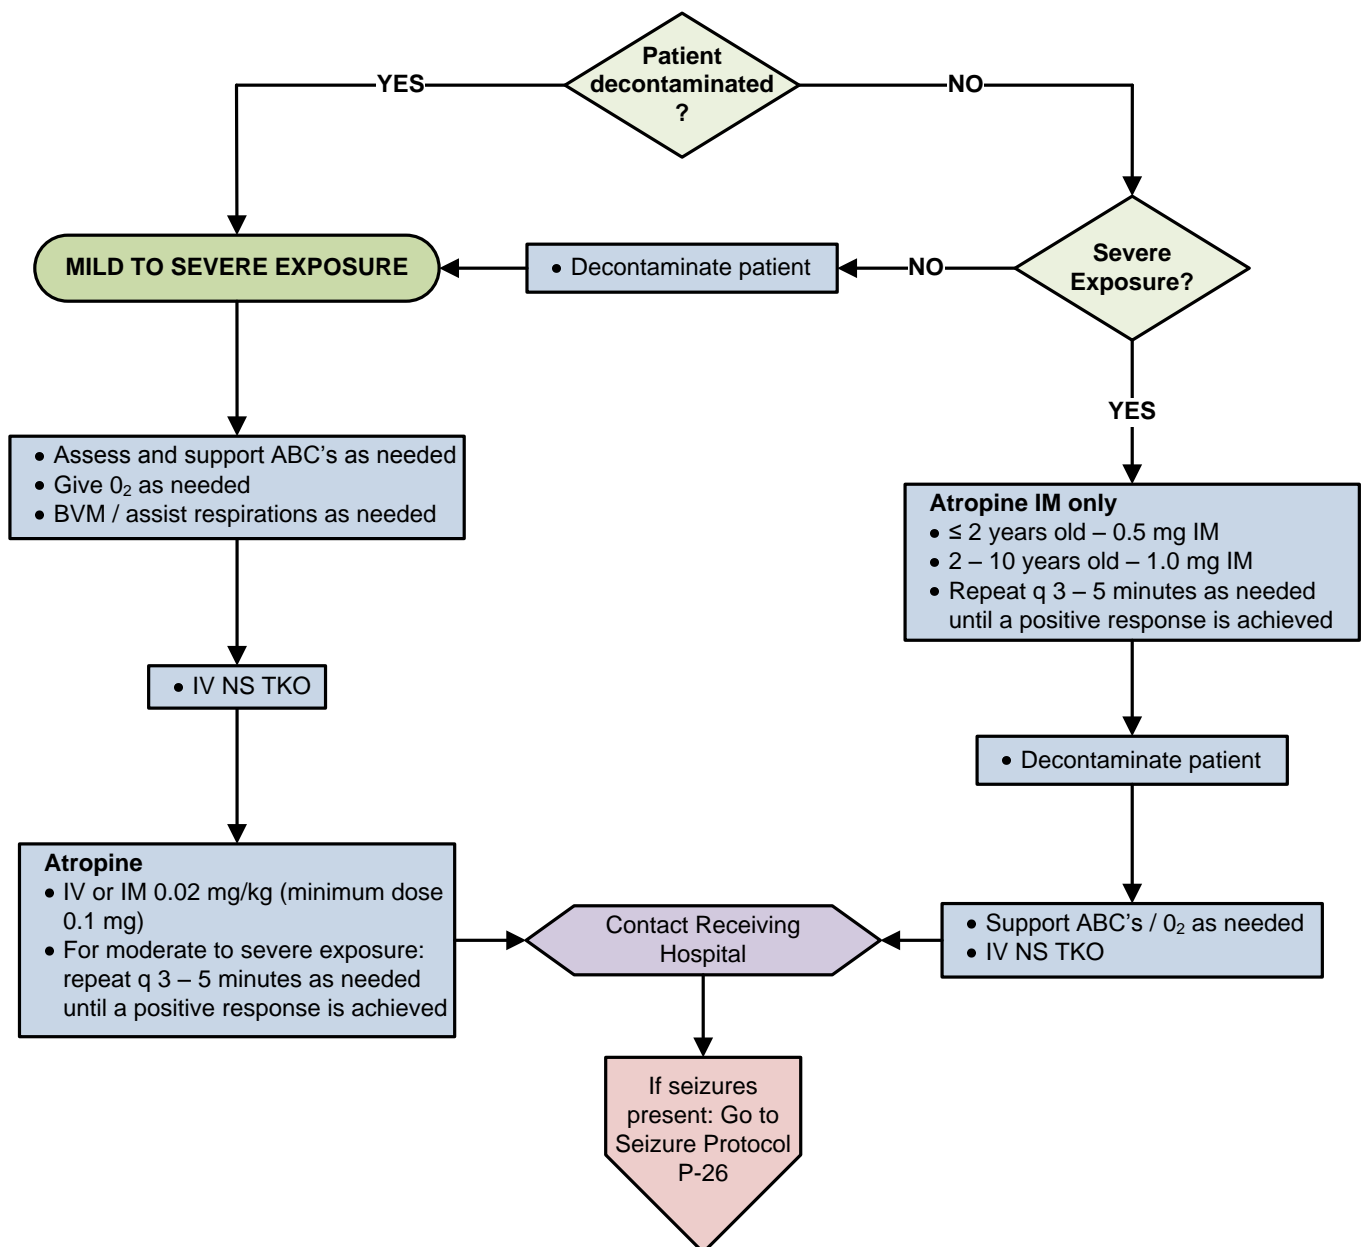 Patient
decontaminated
?
YES
NO
MILD TO SEVERE EXPOSURE
• Decontaminate patient
NO
Severe
Exposure?
YES
• Assess and support ABC's as needed
• Give 0₂ as needed
• BVM / assist respirations as needed
Atropine IM only
• ≤ 2 years old – 0.5 mg IM
• 2 – 10 years old – 1.0 mg IM
• Repeat q 3 – 5 minutes as needed
until a positive response is achieved
• IV NS TKO
• Decontaminate patient
Atropine
• IV or IM 0.02 mg/kg (minimum dose
0.1 mg)
• For moderate to severe exposure:
repeat q 3 – 5 minutes as needed
until a positive response is achieved
Contact Receiving
Hospital
• Support ABC's / 0₂ as needed
• IV NS TKO
If seizures
present: Go to
Seizure Protocol
P-26